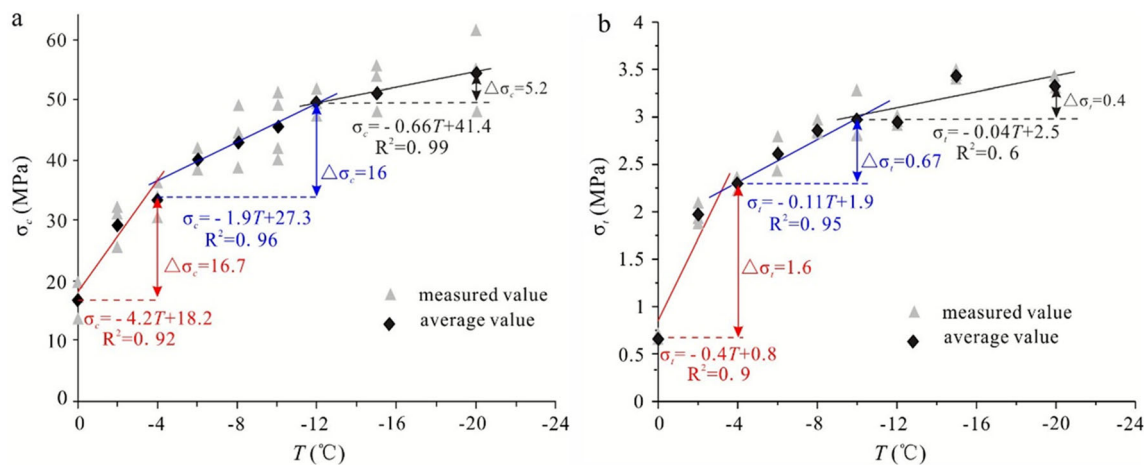 a
σc (MPa)
60
50
40
30
20
10
0
△σc=5.2
σc=- 0.66T+41.4
R²=0. 99
△σc=16
σc=- 1.9T+27.3
R²=0. 96
△σc=16.7
σc=- 4.2T+18.2
R²=0. 92
measured value
average value
0 -4 -8 -12 -16 -20 -24
T (℃)
b
σt (MPa)
4
3.5
3
2.5
2
1.5
1
0.5
0
△σt=0.4
σt=- 0.04T+2.5
R²=0. 6
△σt=0.67
σt=- 0.11T+1.9
R²=0. 95
△σt=1.6
σt=- 0.4T+0.8
R²=0. 9
measured value
average value
0 -4 -8 -12 -16 -20 -24
T (℃)